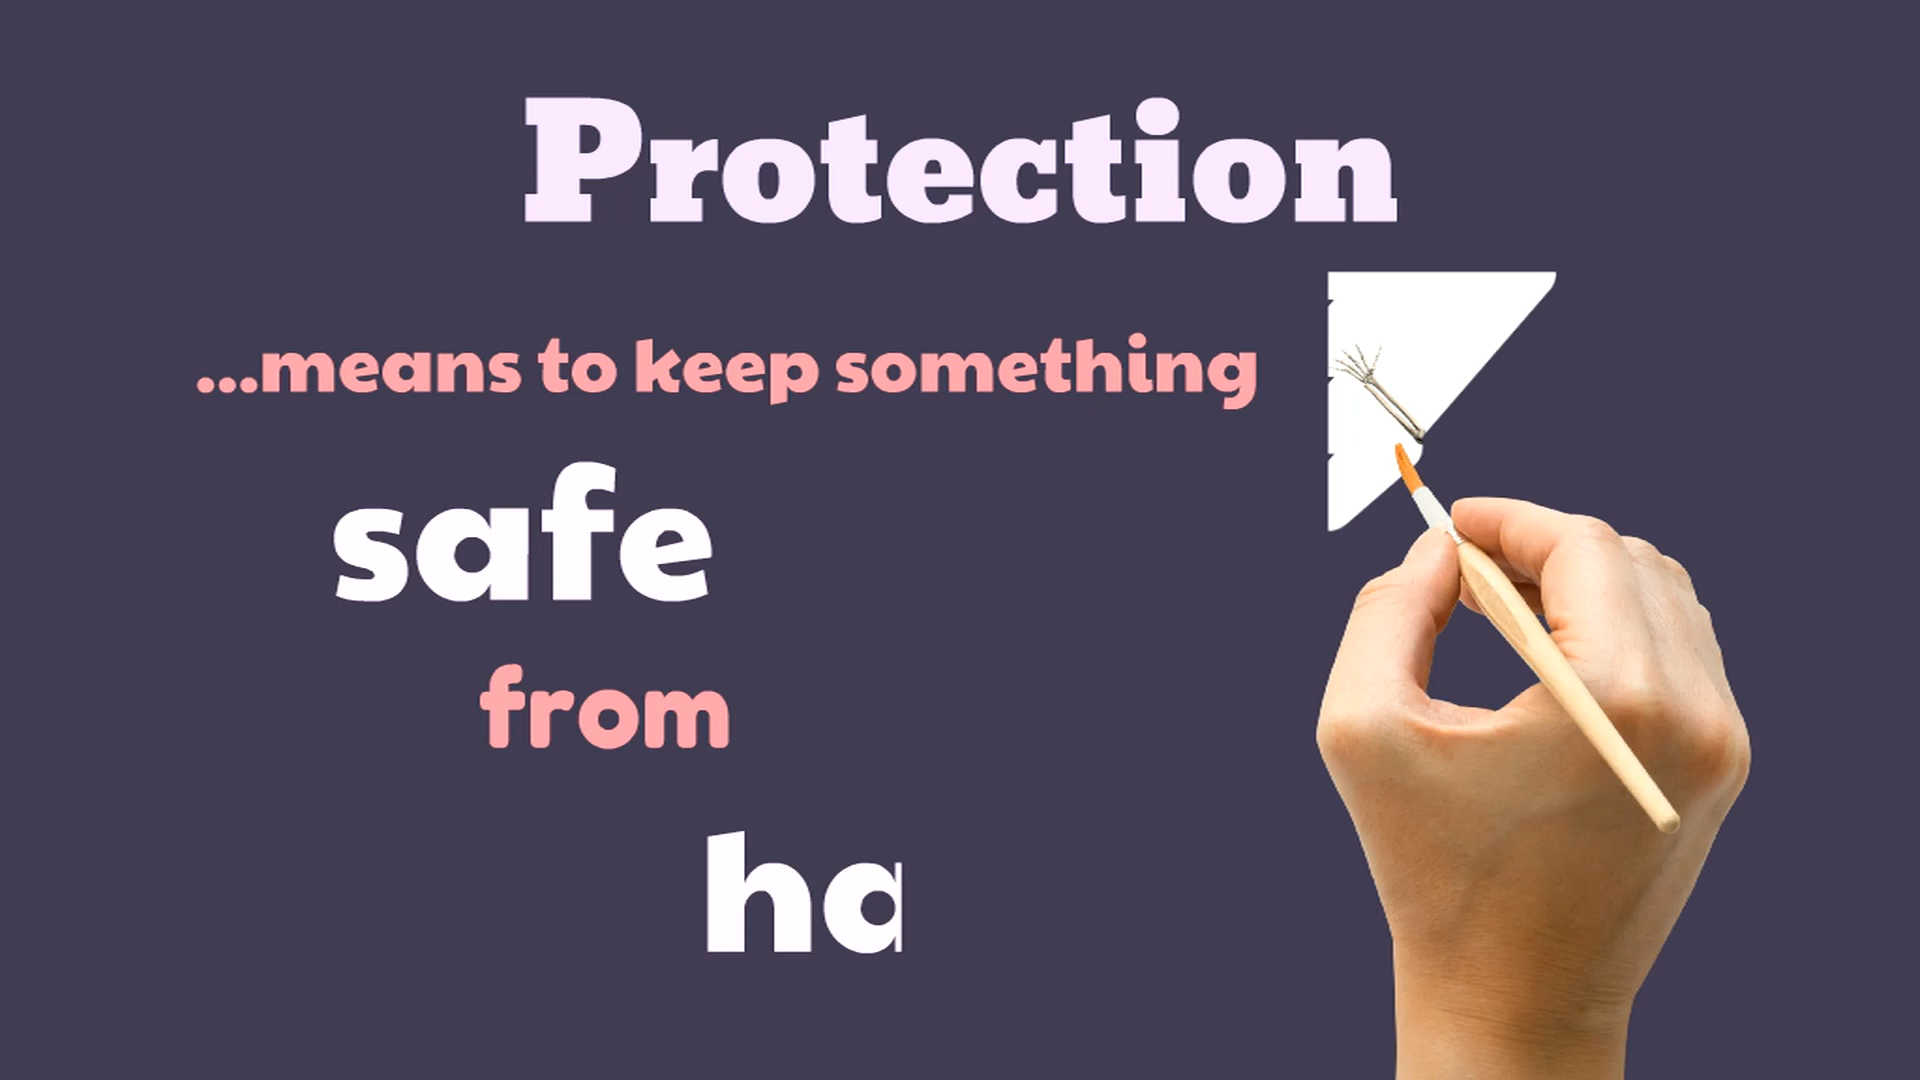 Protection
...means to keep something
safe
from
ha